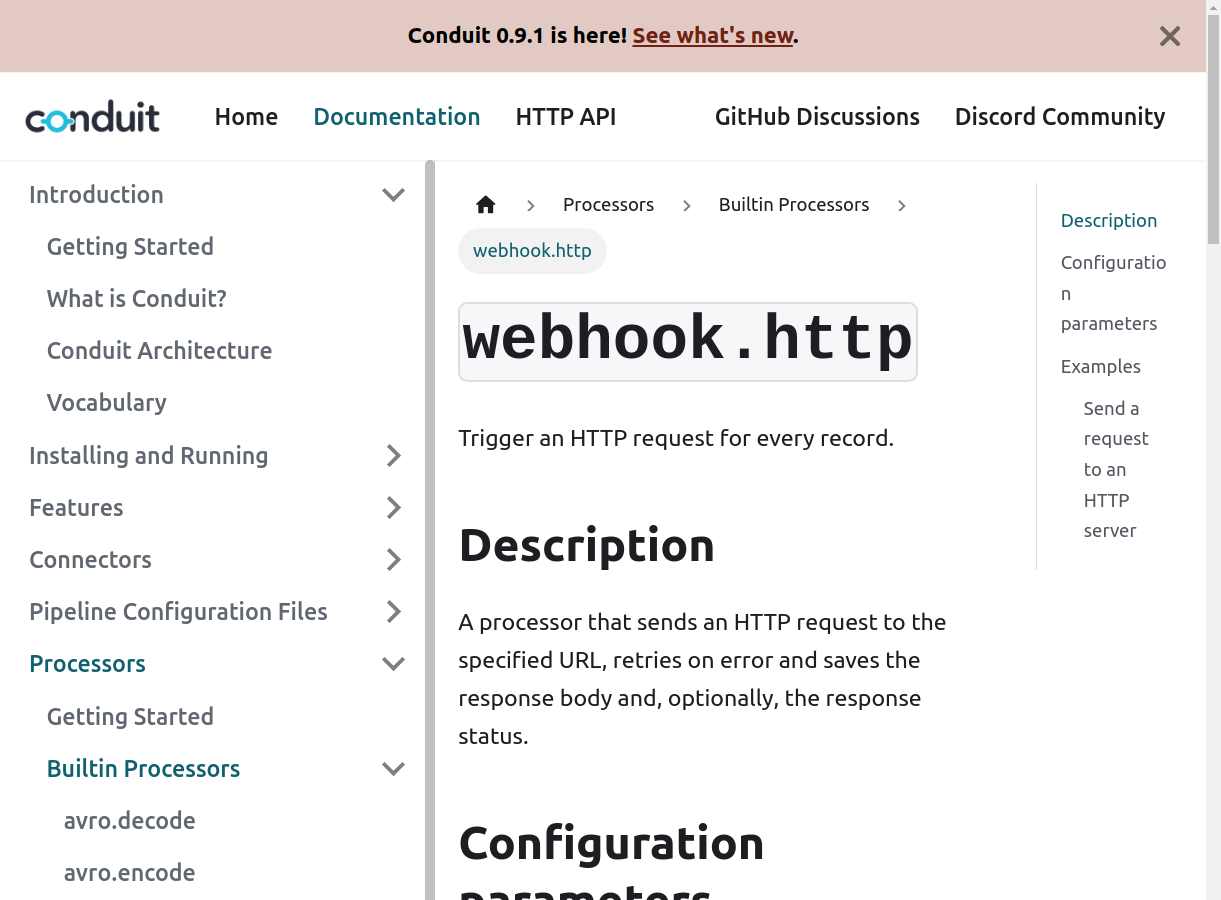 Conduit 0.9.1 is here! See what's new.
conduit
Home
Documentation
HTTP API
GitHub Discussions
Discord Community
Introduction
Getting Started
What is Conduit?
Conduit Architecture
Vocabulary
Installing and Running
Features
Connectors
Pipeline Configuration Files
Processors
Getting Started
Builtin Processors
avro.decode
avro.encode
Processors
Builtin Processors
webhook.http
webhook.http
Trigger an HTTP request for every record.
Description
A processor that sends an HTTP request to the
specified URL, retries on error and saves the
response body and, optionally, the response
status.
Configuration
parameters
Description
Configuratio
n
parameters
Examples
Send a
request
to an
HTTP
server